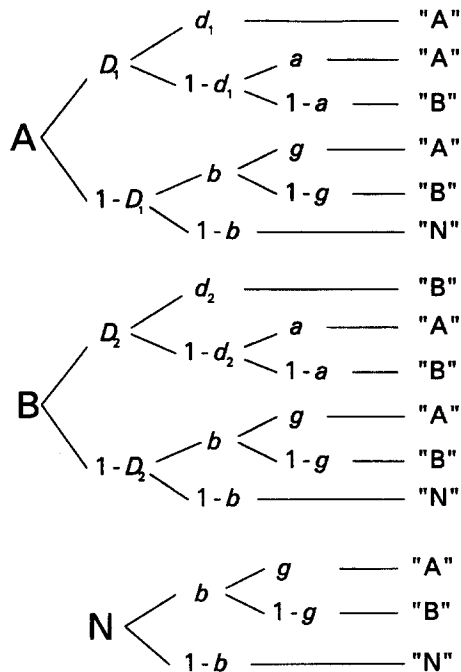 d₁ "A"
D₁ a "A"
1-d₁
1-a "B"
A
g "A"
b
1-D₁ 1-g "B"
1-b "N"
d₂ "B"
D₂ a "A"
1-d₂
1-a "B"
B
g "A"
b
1-D₂ 1-g "B"
1-b "N"
g "A"
b
1-g "B"
N
1-b "N"